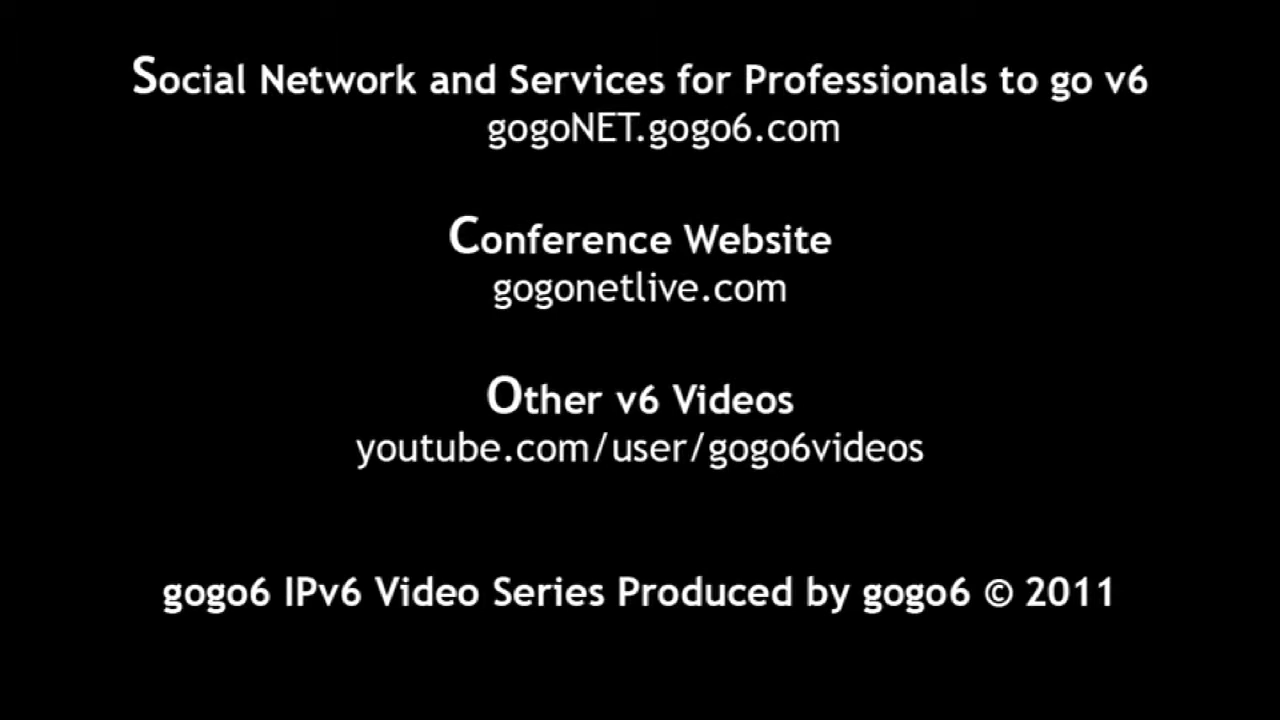 Social Network and Services for Professionals to go v6
gogoNET.gogo6.com
Conference Website
gogonetlive.com
Other v6 Videos
youtube.com/user/gogo6videos
gogo6 IPv6 Video Series Produced by gogo6 © 2011